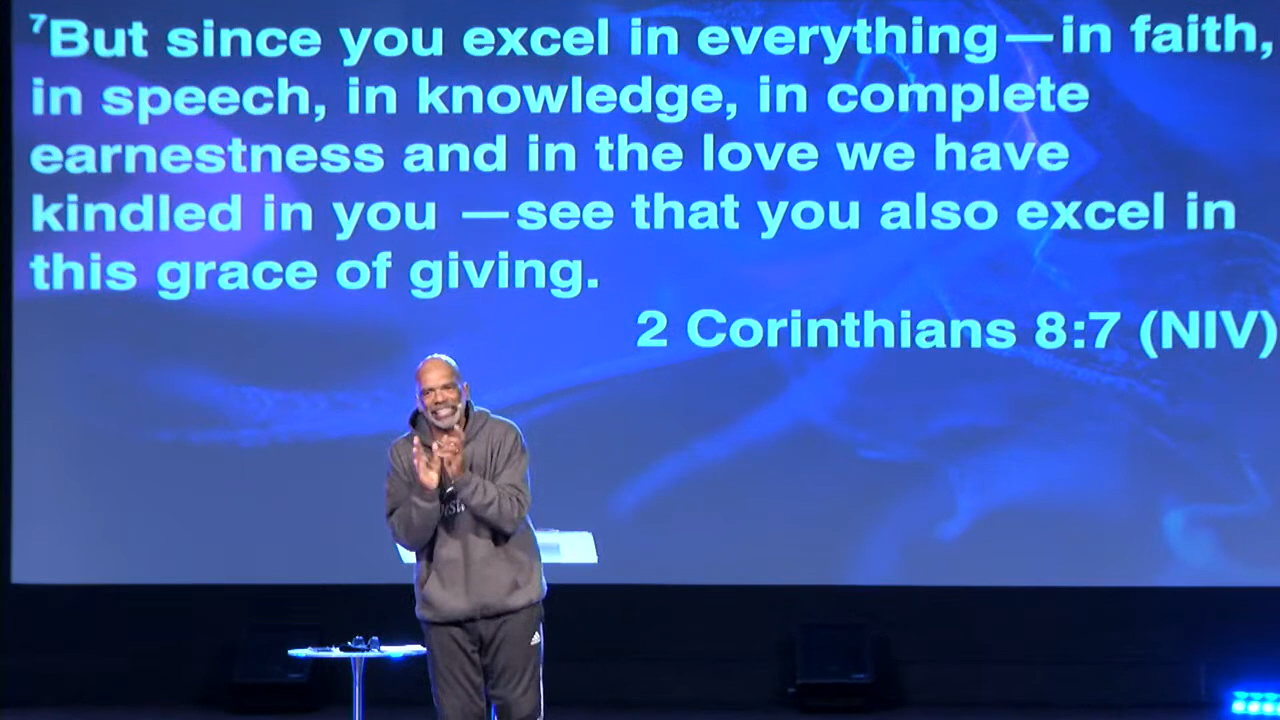 ⁷But since you excel in everything—in faith,
in speech, in knowledge, in complete
earnestness and in the love we have
kindled in you —see that you also excel in
this grace of giving.
2 Corinthians 8:7 (NIV)